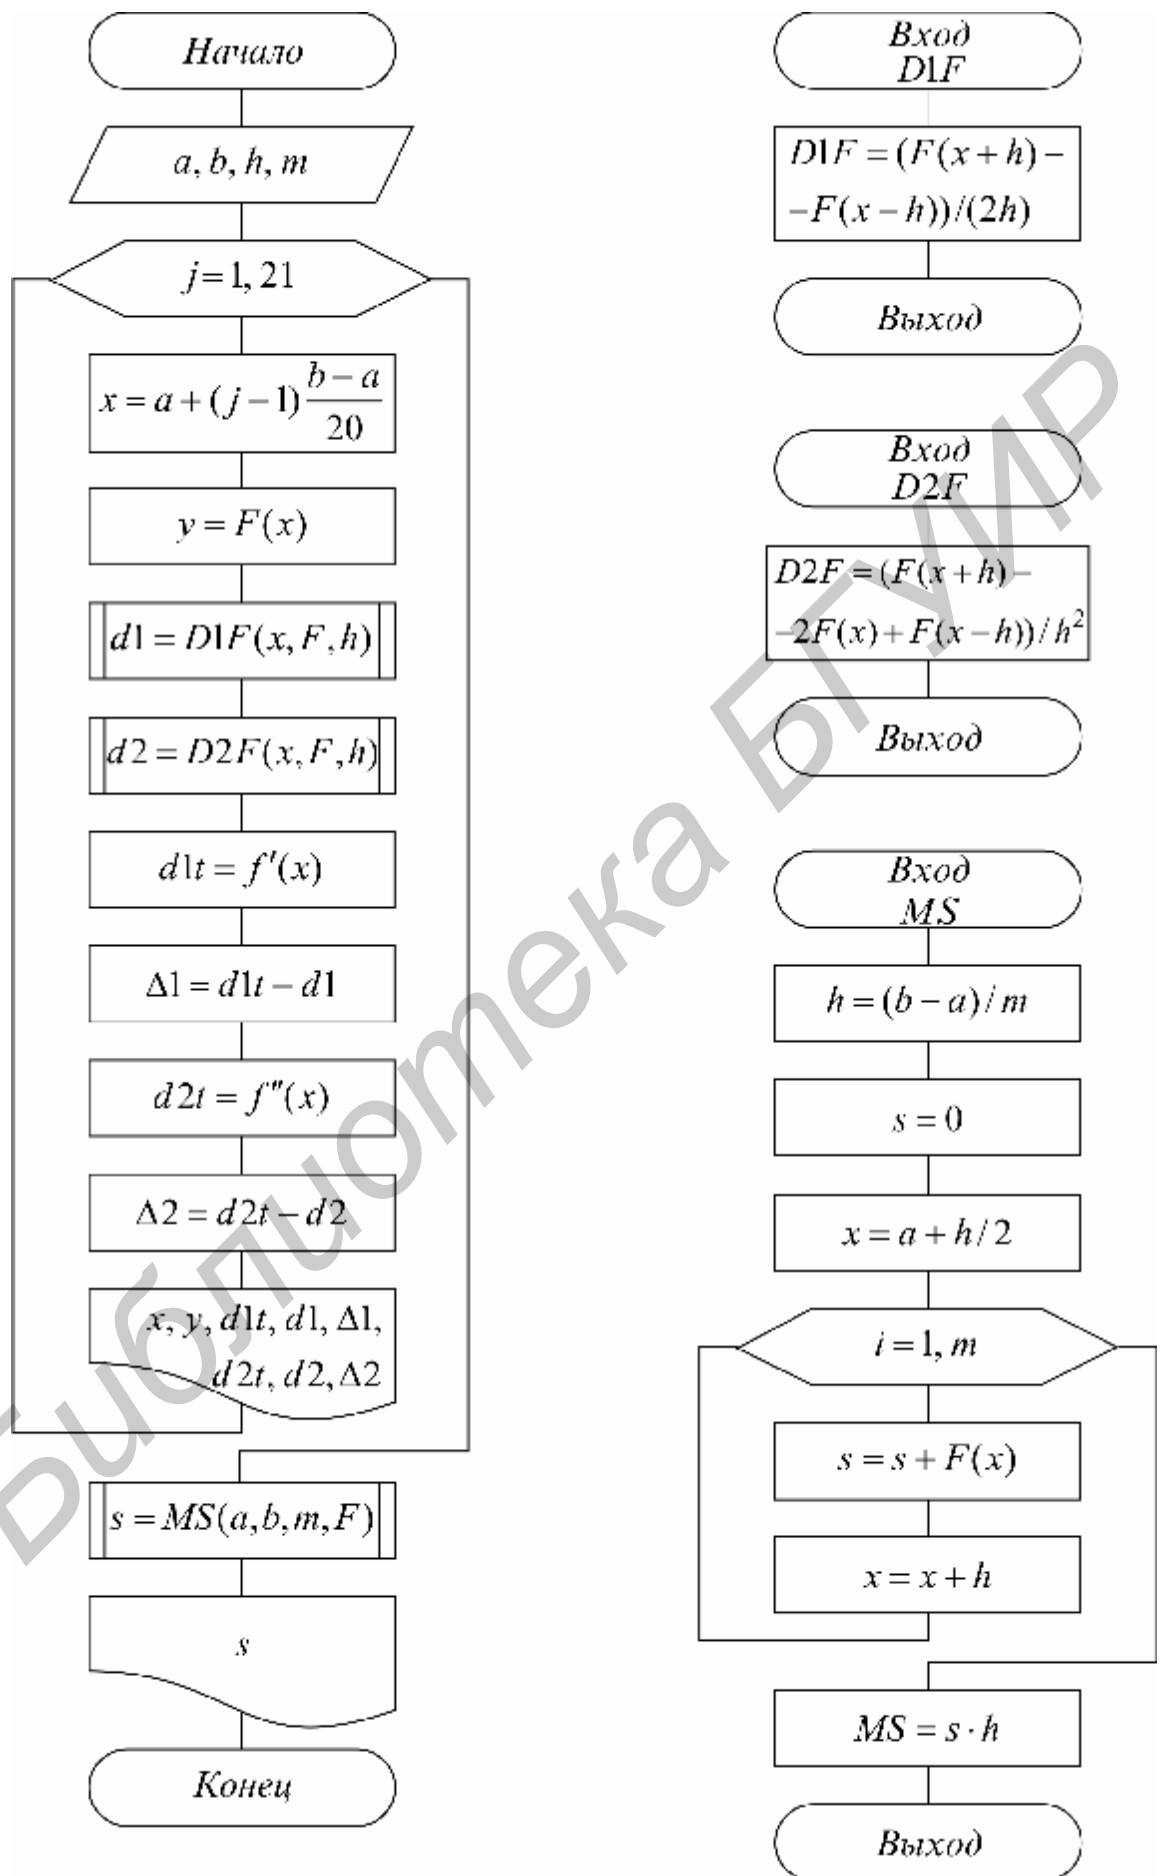 Начало
a, b, h, m
j = 1, 21
x = a + (j − 1) (b − a)/20
y = F(x)
d1 = D1F(x, F, h)
d2 = D2F(x, F, h)
d1t = f'(x)
Δ1 = d1t − d1
d2t = f''(x)
Δ2 = d2t − d2
x, y, d1t, d1, Δ1,
d2t, d2, Δ2
s = MS(a, b, m, F)
s
Конец
Вход
D1F
D1F = (F(x + h) −
−F(x − h))/(2h)
Выход
Вход
D2F
D2F = (F(x + h) −
−2F(x) + F(x − h))/h²
Выход
Вход
MS
h = (b − a)/m
s = 0
x = a + h/2
i = 1, m
s = s + F(x)
x = x + h
MS = s · h
Выход
Библиотека БГУИР